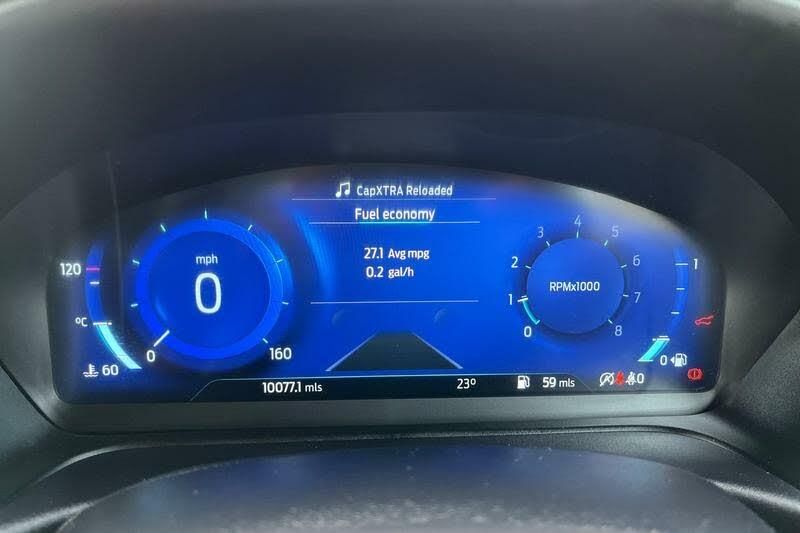 CapXTRA Reloaded
Fuel economy
27.1 Avg mpg
0.2 gal/h
mph
0
0
160
120
°C
60
RPMx1000
0
1
2
3
4
5
6
7
8
1
0
10077.1 mls
23°
59 mls
0